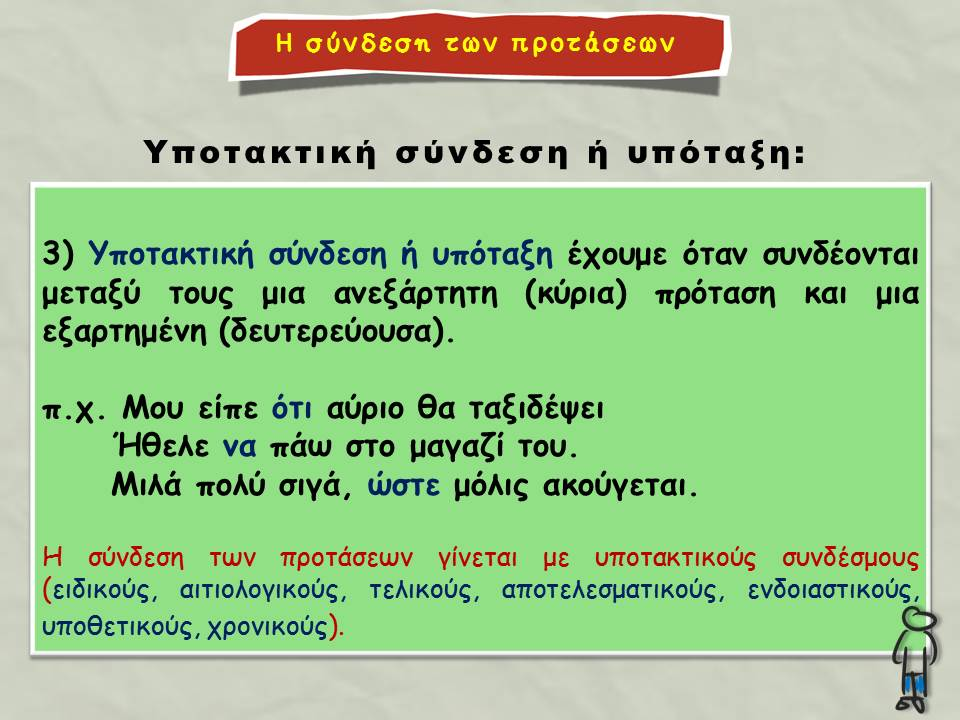 Η σύνδεση των προτάσεων
Υποτακτική σύνδεση ή υπόταξη:
3) Υποτακτική σύνδεση ή υπόταξη έχουμε όταν συνδέονται
μεταξύ τους μια ανεξάρτητη (κύρια) πρόταση και μια
εξαρτημένη (δευτερεύουσα).
π.χ. Μου είπε ότι αύριο θα ταξιδέψει
Ήθελε να πάω στο μαγαζί του.
Μιλά πολύ σιγά, ώστε μόλις ακούγεται.
Η σύνδεση των προτάσεων γίνεται με υποτακτικούς συνδέσμους
(ειδικούς, αιτιολογικούς, τελικούς, αποτελεσματικούς, ενδοιαστικούς,
υποθετικούς, χρονικούς).